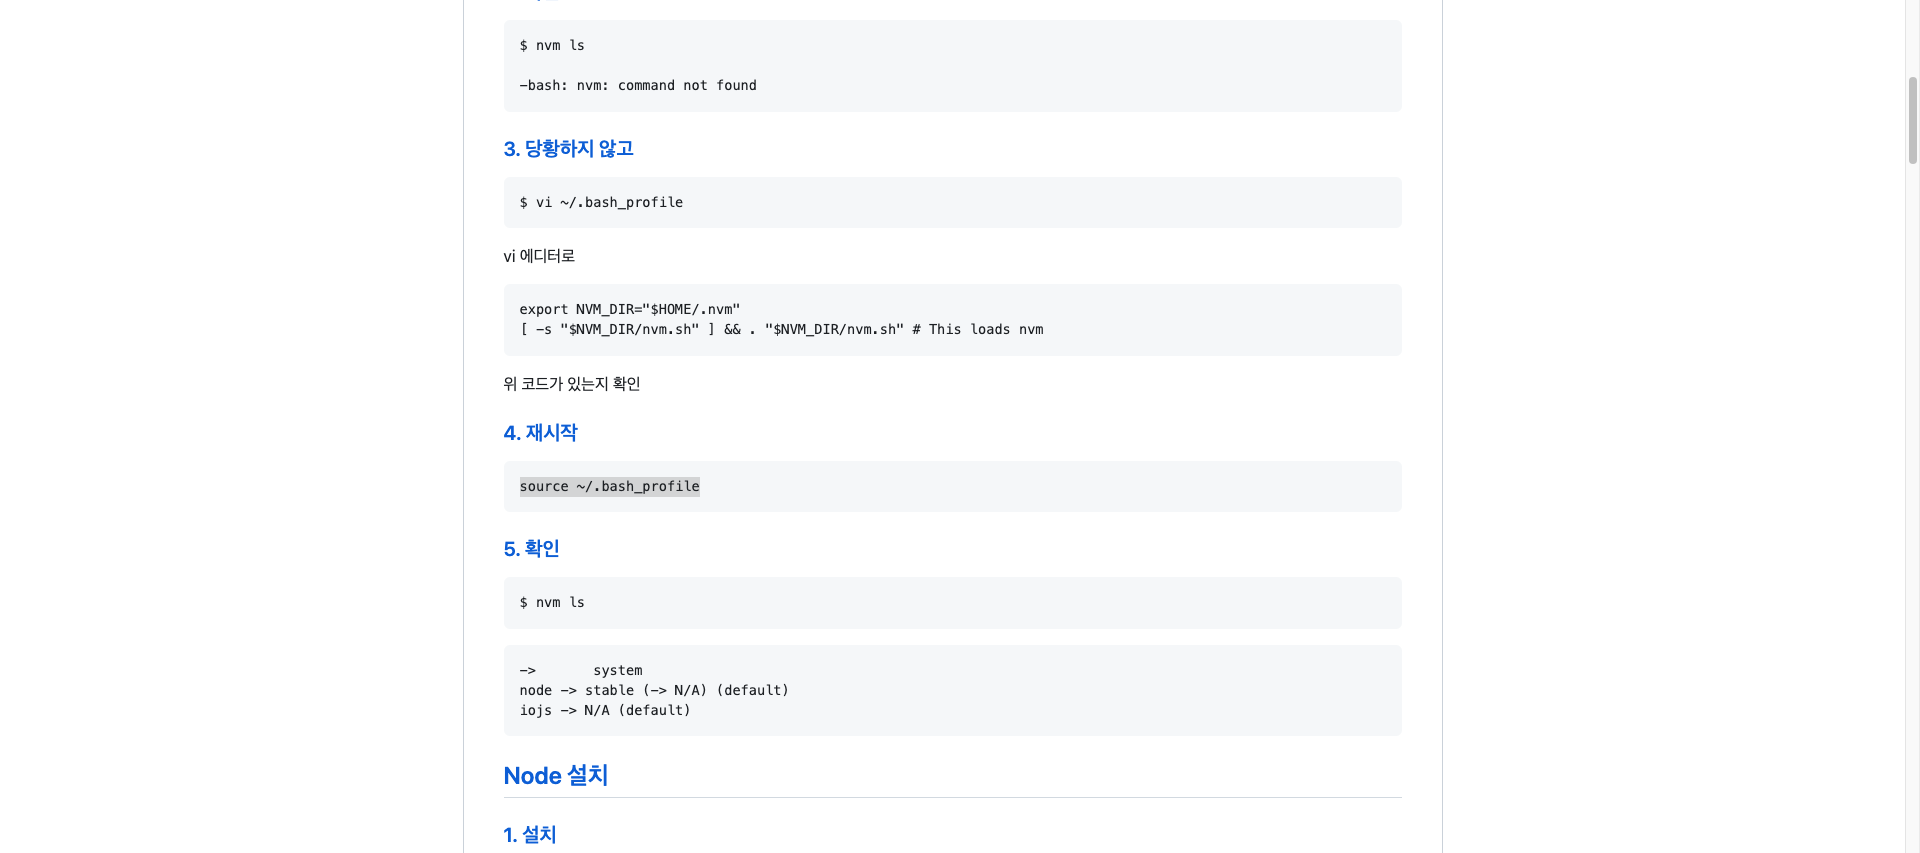 $ nvm ls
-bash: nvm: command not found
3. 당황하지 않고
$ vi ~/.bash_profile
vi 에디터로
export NVM_DIR="$HOME/.nvm"
[ -s "$NVM_DIR/nvm.sh" ] && . "$NVM_DIR/nvm.sh" # This loads nvm
위 코드가 있는지 확인
4. 재시작
source ~/.bash_profile
5. 확인
$ nvm ls
->       system
node -> stable (-> N/A) (default)
iojs -> N/A (default)
Node 설치
1. 설치